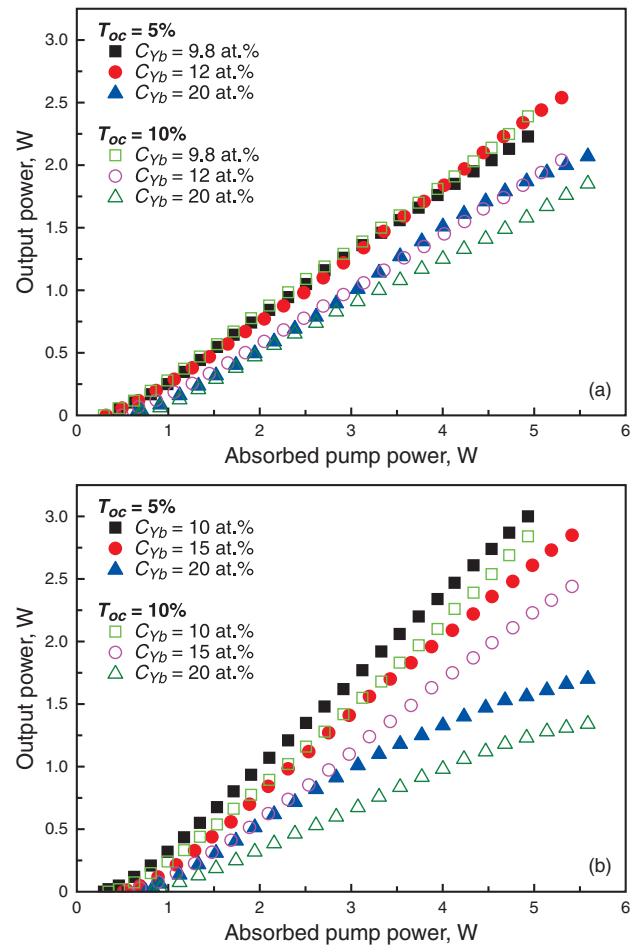 3.0
2.5
2.0
1.5
1.0
0.5
0
Output power, W
T_oc = 5%
C_Yb = 9.8 at.%
C_Yb = 12 at.%
C_Yb = 20 at.%
T_oc = 10%
C_Yb = 9.8 at.%
C_Yb = 12 at.%
C_Yb = 20 at.%
(a)
0 1 2 3 4 5 6
Absorbed pump power, W
3.0
2.5
2.0
1.5
1.0
0.5
0
Output power, W
T_oc = 5%
C_Yb = 10 at.%
C_Yb = 15 at.%
C_Yb = 20 at.%
T_oc = 10%
C_Yb = 10 at.%
C_Yb = 15 at.%
C_Yb = 20 at.%
(b)
0 1 2 3 4 5 6
Absorbed pump power, W